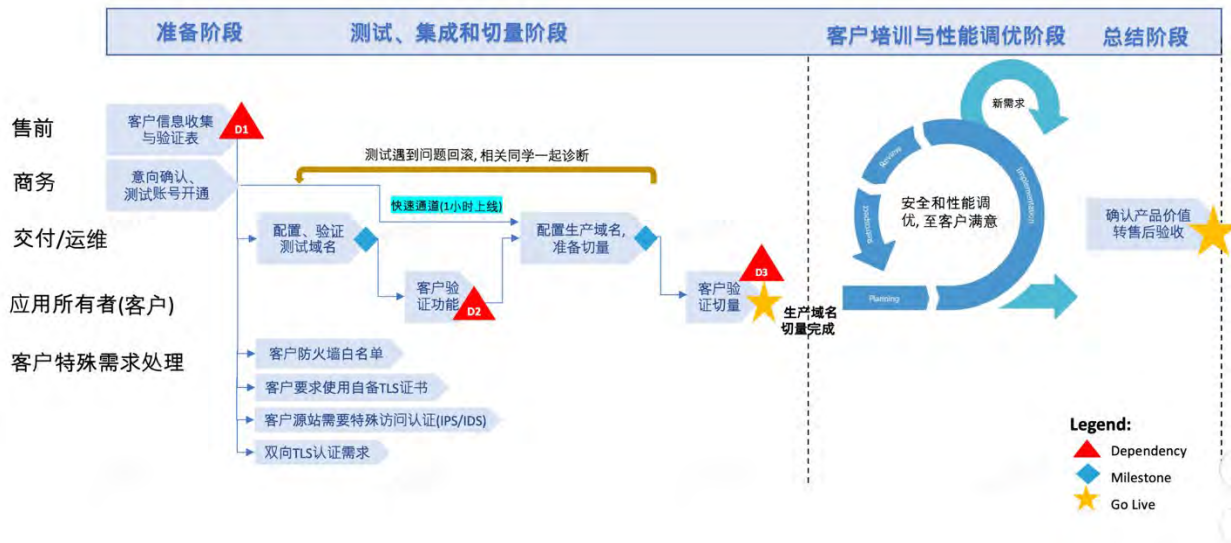 准备阶段
测试、集成和切量阶段
客户培训与性能调优阶段
总结阶段
售前
客户信息收集
与验证表
D1
商务
意向确认、
测试账号开通
测试遇到问题回滚, 相关同学一起诊断
快速通道(1小时上线)
交付/运维
配置、验证
测试域名
配置生产域名,
准备切量
应用所有者(客户)
客户验
证功能
D2
客户验
证切量
D3
生产域名
切量完成
客户特殊需求处理
客户防火墙白名单
客户要求使用自备TLS证书
客户源站需要特殊访问认证(IPS/IDS)
双向TLS认证需求
新需求
Review
Implementation
安全和性能调
优, 至客户满意
Planning
确认产品价值
转售后验收
Legend:
Dependency
Milestone
Go Live